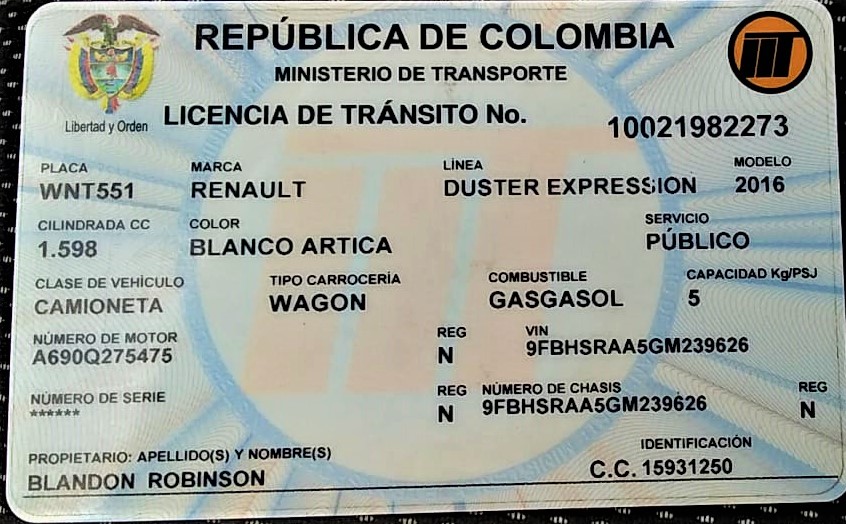 REPÚBLICA DE COLOMBIA
MINISTERIO DE TRANSPORTE
Libertad y Orden
LICENCIA DE TRÁNSITO No. 10021982273
PLACA MARCA LÍNEA MODELO
WNT551 RENAULT DUSTER EXPRESSION 2016
CILINDRADA CC COLOR SERVICIO
1.598 BLANCO ARTICA PÚBLICO
CLASE DE VEHÍCULO TIPO CARROCERÍA COMBUSTIBLE CAPACIDAD Kg/PSJ
CAMIONETA WAGON GASGASOL 5
NÚMERO DE MOTOR REG VIN
A690Q275475 N 9FBHSRAA5GM239626
NÚMERO DE SERIE REG NÚMERO DE CHASIS REG
****** N 9FBHSRAA5GM239626 N
PROPIETARIO: APELLIDO(S) Y NOMBRE(S) IDENTIFICACIÓN
BLANDON ROBINSON C.C. 15931250